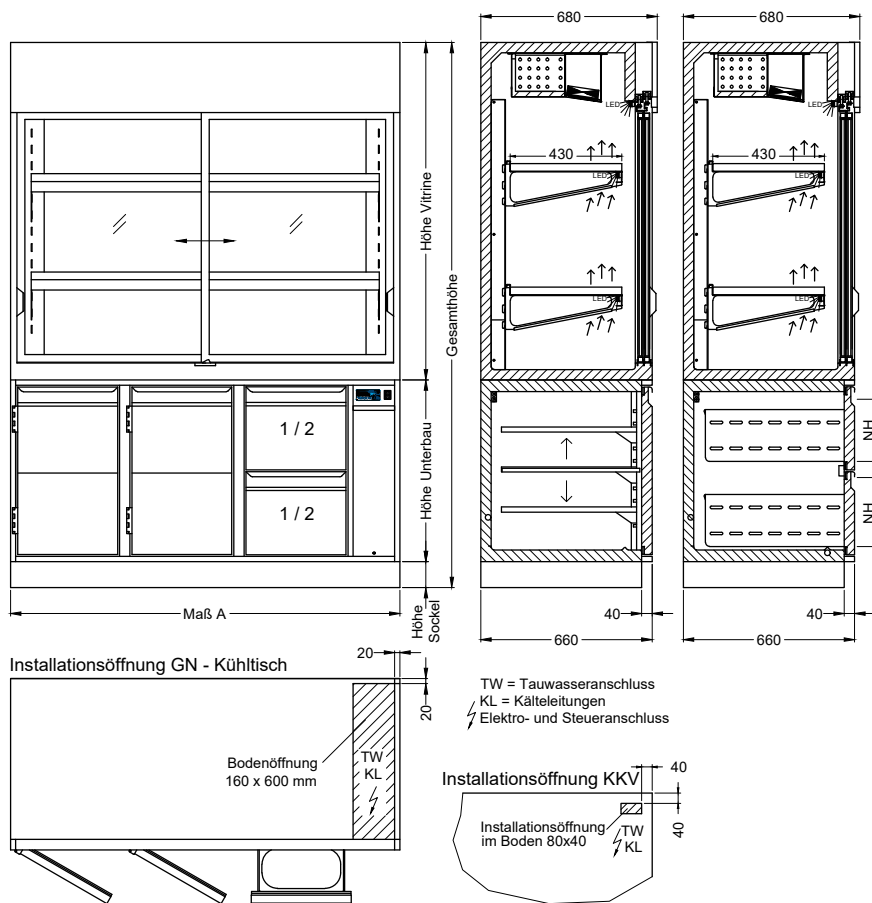 680
680
LED
LED
430
430
LED
LED
LED
LED
Höhe Vitrine
Gesamthöhe
1 / 2
1 / 2
Höhe Unterbau
NH
NH
Maß A
Höhe
Sockel
40
40
660
660
Installationsöffnung GN - Kühltisch
20
20
TW = Tauwasseranschluss
KL = Kälteleitungen
Elektro- und Steueranschluss
Bodenöffnung
160 x 600 mm
TW
KL
Installationsöffnung KKV
40
40
Installationsöffnung
im Boden 80x40
TW
KL